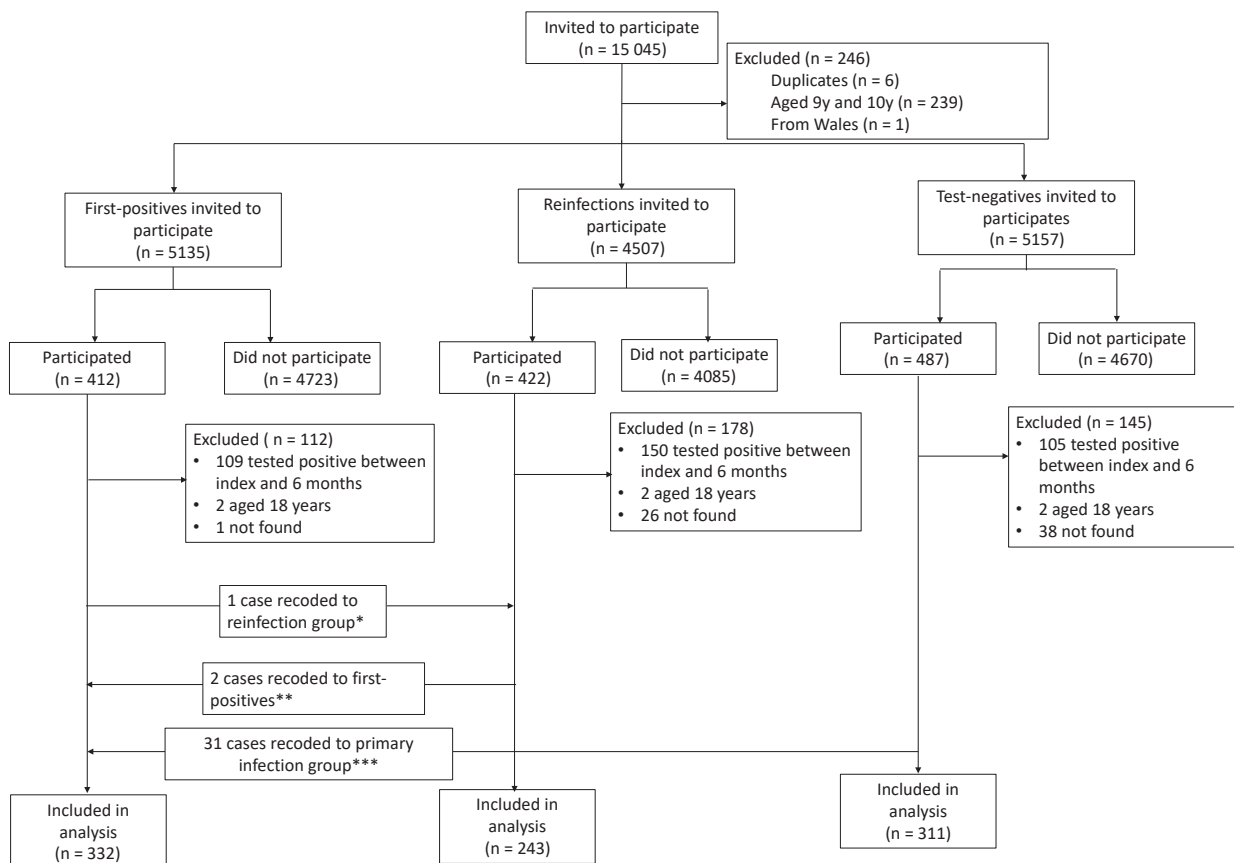 Invited to participate
(n = 15 045)
Excluded (n = 246)
Duplicates (n = 6)
Aged 9y and 10y (n = 239)
From Wales (n = 1)
First-positives invited to
participate
(n = 5135)
Reinfections invited to
participate
(n = 4507)
Test-negatives invited to
participates
(n = 5157)
Participated
(n = 412)
Did not participate
(n = 4723)
Participated
(n = 422)
Did not participate
(n = 4085)
Participated
(n = 487)
Did not participate
(n = 4670)
Excluded ( n = 112)
• 109 tested positive between
index and 6 months
• 2 aged 18 years
• 1 not found
Excluded (n = 178)
• 150 tested positive between
index and 6 months
• 2 aged 18 years
• 26 not found
Excluded (n = 145)
• 105 tested positive
between index and 6
months
• 2 aged 18 years
• 38 not found
1 case recoded to
reinfection group*
2 cases recoded to first-
positives**
31 cases recoded to primary
infection group***
Included in
analysis
(n = 332)
Included in
analysis
(n = 243)
Included in
analysis
(n = 311)